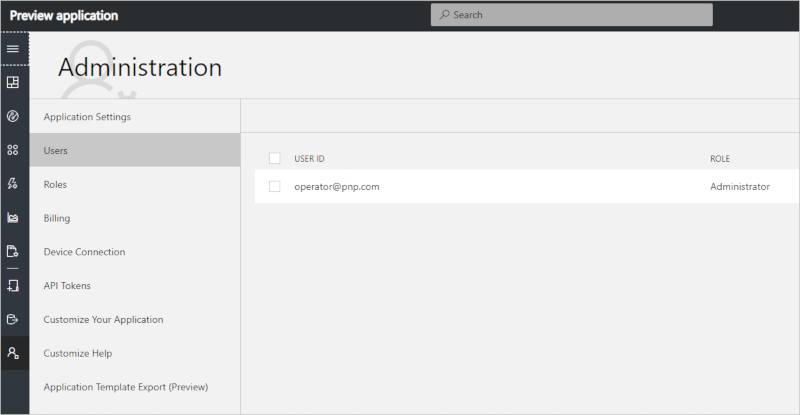 Preview application
Search
Administration
Application Settings
Users
Roles
Billing
Device Connection
API Tokens
Customize Your Application
Customize Help
Application Template Export (Preview)
USER ID ROLE
operator@pnp.com Administrator